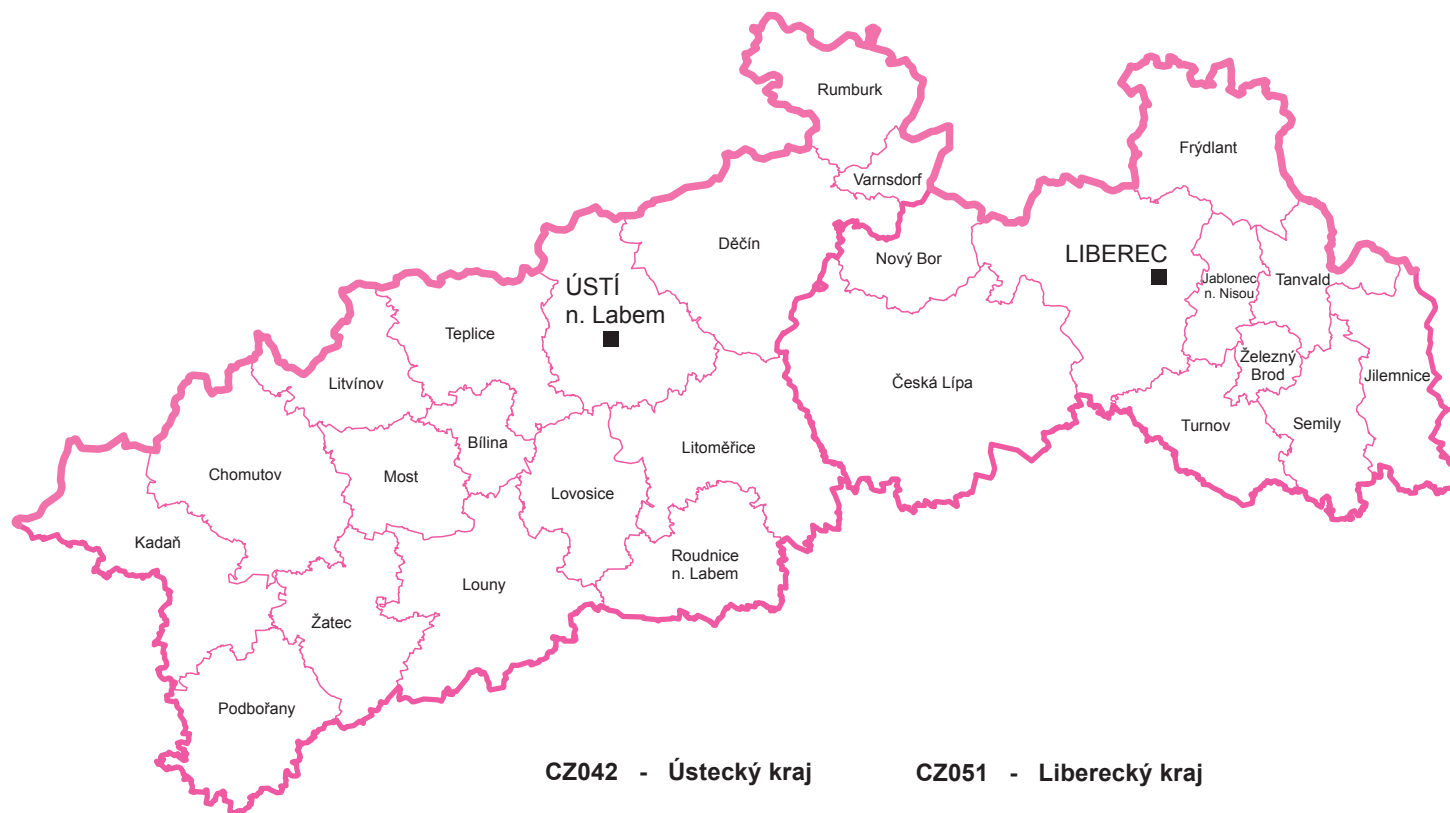 Rumburk
Frýdlant
Varnsdorf
Děčín
Nový Bor
LIBEREC
Jablonec
n. Nisou
Tanvald
ÚSTÍ
n. Labem
Teplice
Litvínov
Česká Lípa
Železný
Brod
Jilemnice
Turnov
Semily
Bílina
Litoměřice
Chomutov
Most
Lovosice
Kadaň
Roudnice
n. Labem
Louny
Žatec
Podbořany
CZ042 - Ústecký kraj
CZ051 - Liberecký kraj